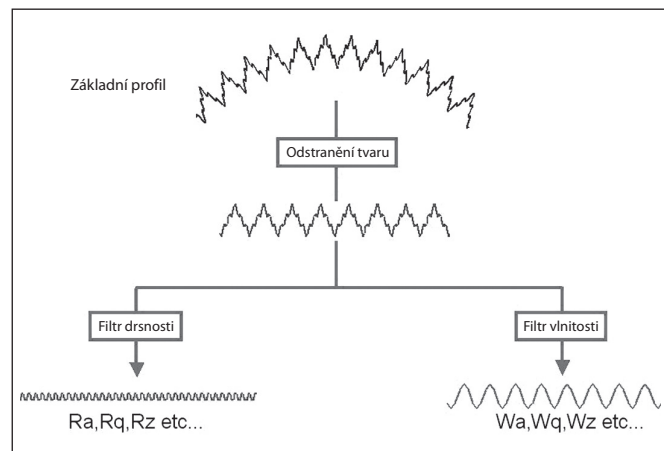 Základní profil
Odstranění tvaru
Filtr drsnosti
Filtr vlnitosti
Ra,Rq,Rz etc...
Wa,Wq,Wz etc...